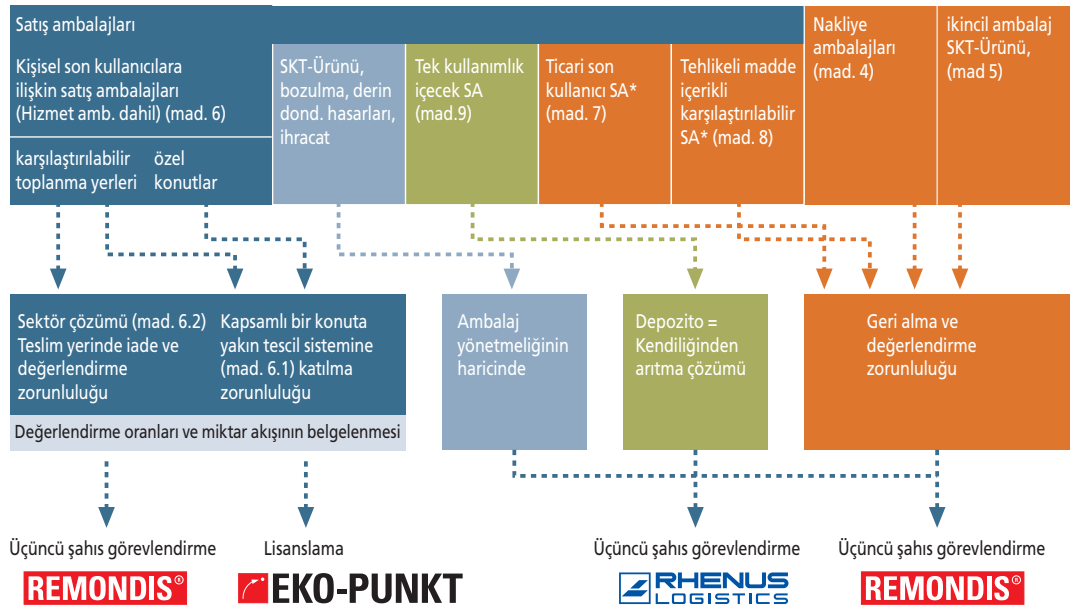 Satış ambalajları
Kişisel son kullanıcılara
ilişkin satış ambalajları
(Hizmet amb. dahil) (mad. 6)
karşılaştırılabilir
toplanma yerleri
özel
konutlar
SKT-Ürünü,
bozulma, derin
dond. hasarları,
ihracat
Tek kullanımlık
içecek SA
(mad.9)
Ticari son
kullanıcı SA*
(mad. 7)
Tehlikeli madde
içerikli
karşılaştırılabilir
SA* (mad. 8)
Nakliye
ambalajları
(mad. 4)
ikincil ambalaj
SKT-Ürünü,
(mad 5)
Sektör çözümü (mad. 6.2)
Teslim yerinde iade ve
değerlendirme
zorunluluğu
Kapsamlı bir konuta
yakın tescil sistemine
(mad. 6.1) katılma
zorunluluğu
Değerlendirme oranları ve miktar akışının belgelenmesi
Ambalaj
yönetmeliğinin
haricinde
Depozito =
Kendiliğinden
arıtma çözümü
Geri alma ve
değerlendirme
zorunluluğu
Üçüncü şahıs görevlendirme
REMONDIS®
Lisanslama
EKO-PUNKT
Üçüncü şahıs görevlendirme
RHENUS
LOGISTICS
Üçüncü şahıs görevlendirme
REMONDIS®